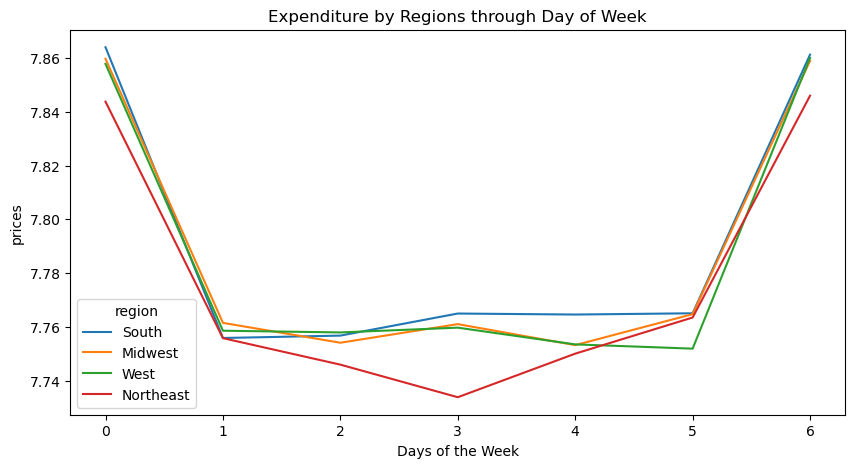 Expenditure by Regions through Day of Week
prices
7.86
7.84
7.82
7.80
7.78
7.76
7.74
region
South
Midwest
West
Northeast
0 1 2 3 4 5 6
Days of the Week